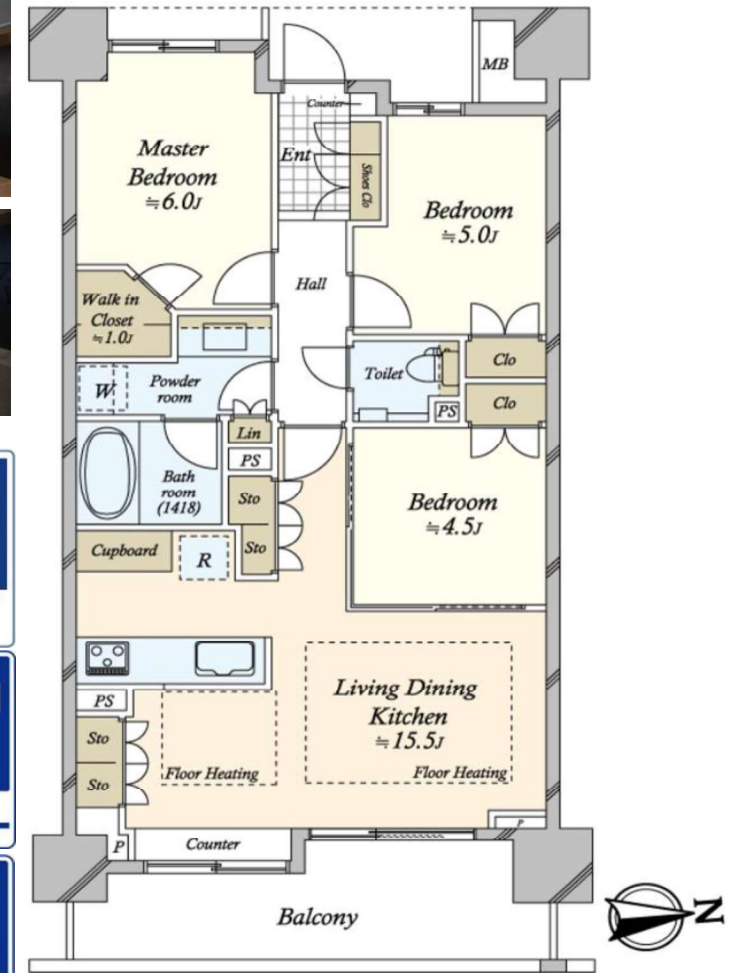 MB
Counter
Ent
Shoes Clo
Master
Bedroom
≒6.0J
Bedroom
≒5.0J
Hall
Walk in
Closet
≒1.0J
W
Powder
room
Toilet
Clo
PS
Clo
Lin
PS
Bath
room
(1418)
Sto
Sto
Bedroom
≒4.5J
Cupboard
R
PS
Sto
Sto
Living Dining
Kitchen
≒15.5J
Floor Heating
Floor Heating
P
P
Counter
Balcony
N